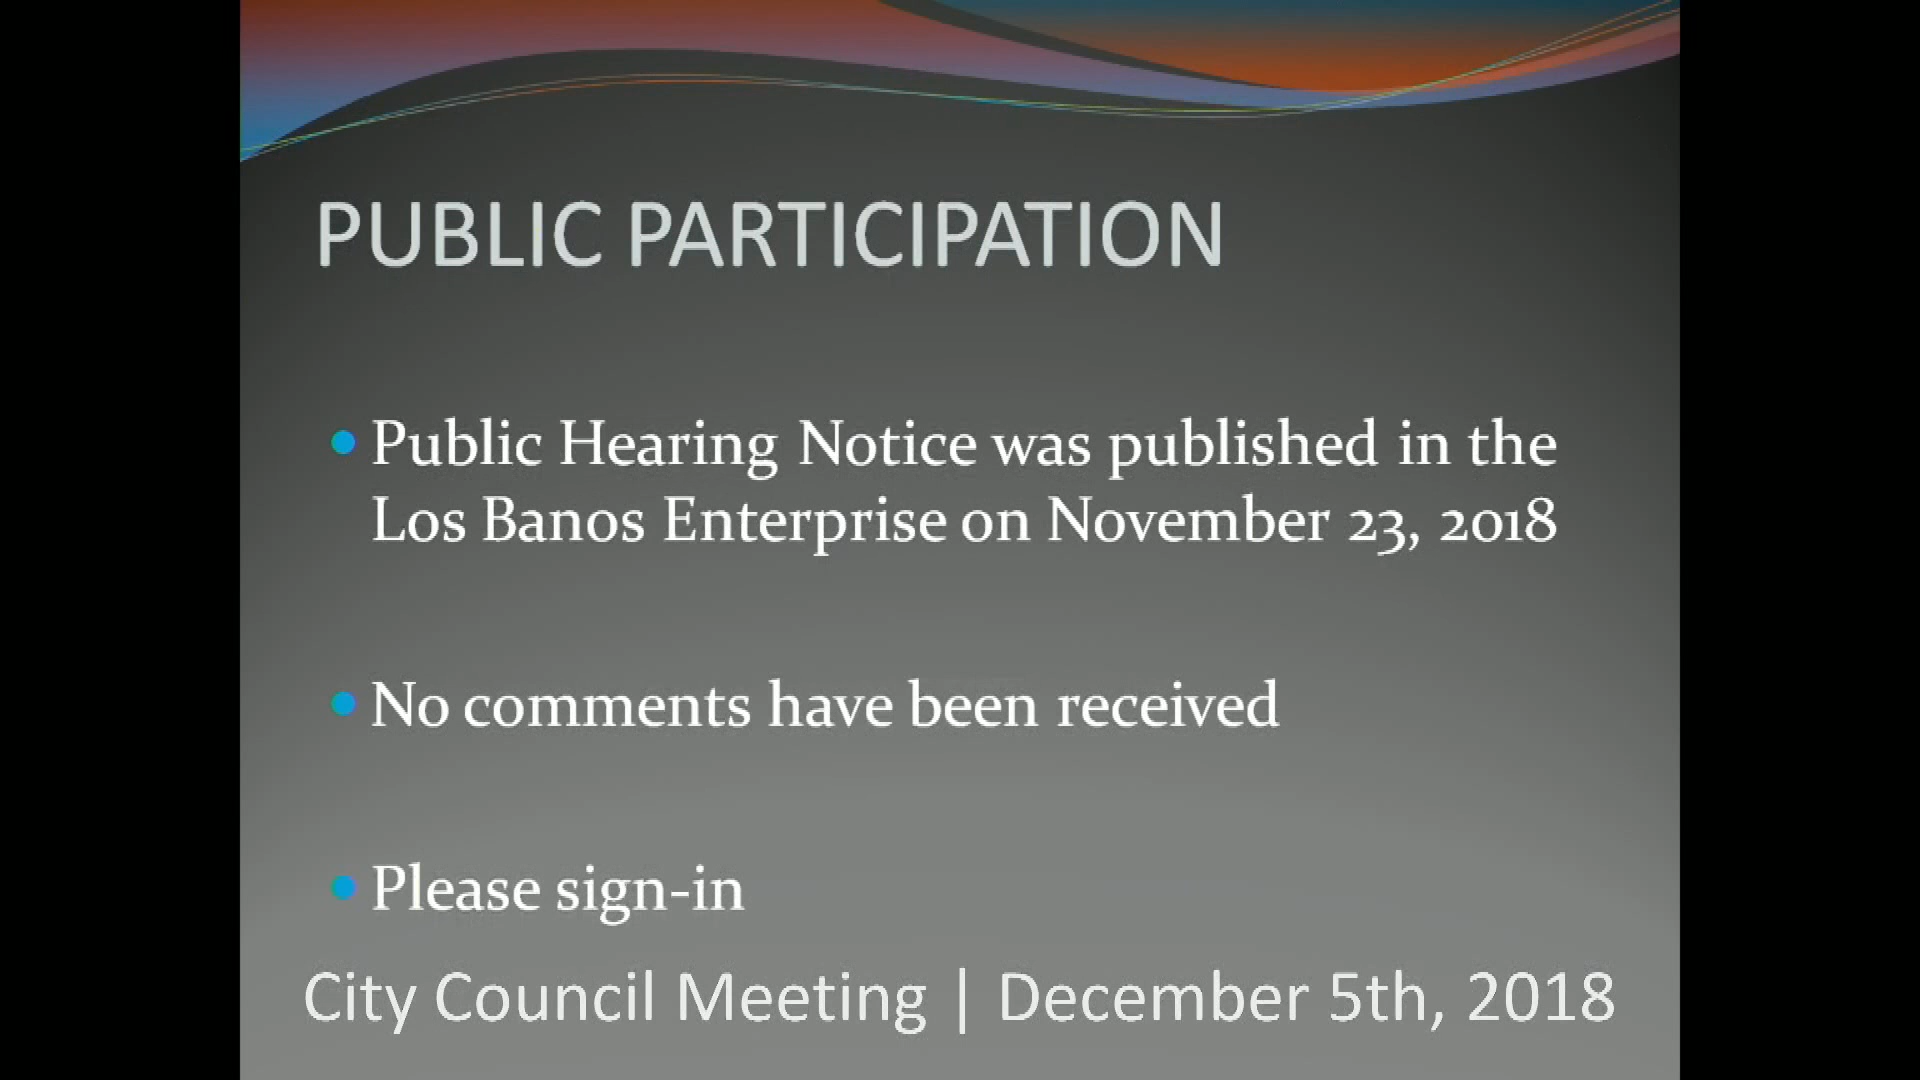 PUBLIC PARTICIPATION
• Public Hearing Notice was published in the
Los Banos Enterprise on November 23, 2018
• No comments have been received
• Please sign-in
City Council Meeting | December 5th, 2018